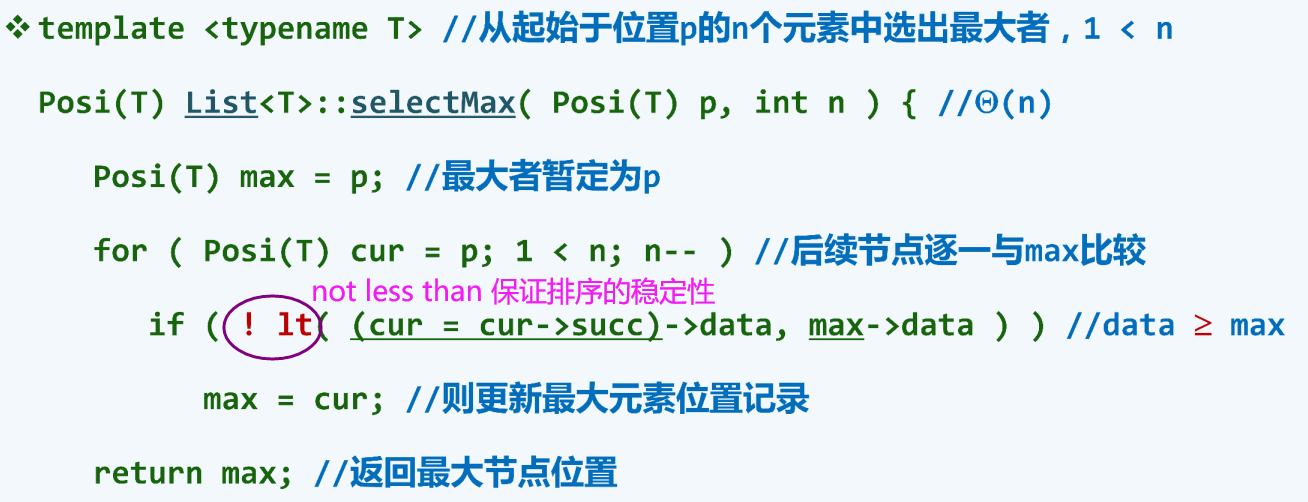 ❖ template <typename T> //从起始于位置p的n个元素中选出最大者，1 < n
Posi(T) List<T>::selectMax( Posi(T) p, int n ) { //Θ(n)
Posi(T) max = p; //最大者暂定为p
for ( Posi(T) cur = p; 1 < n; n-- ) //后续节点逐一与max比较
not less than 保证排序的稳定性
if ( ! lt( (cur = cur->succ)->data, max->data ) ) //data ≥ max
max = cur; //则更新最大元素位置记录
return max; //返回最大节点位置